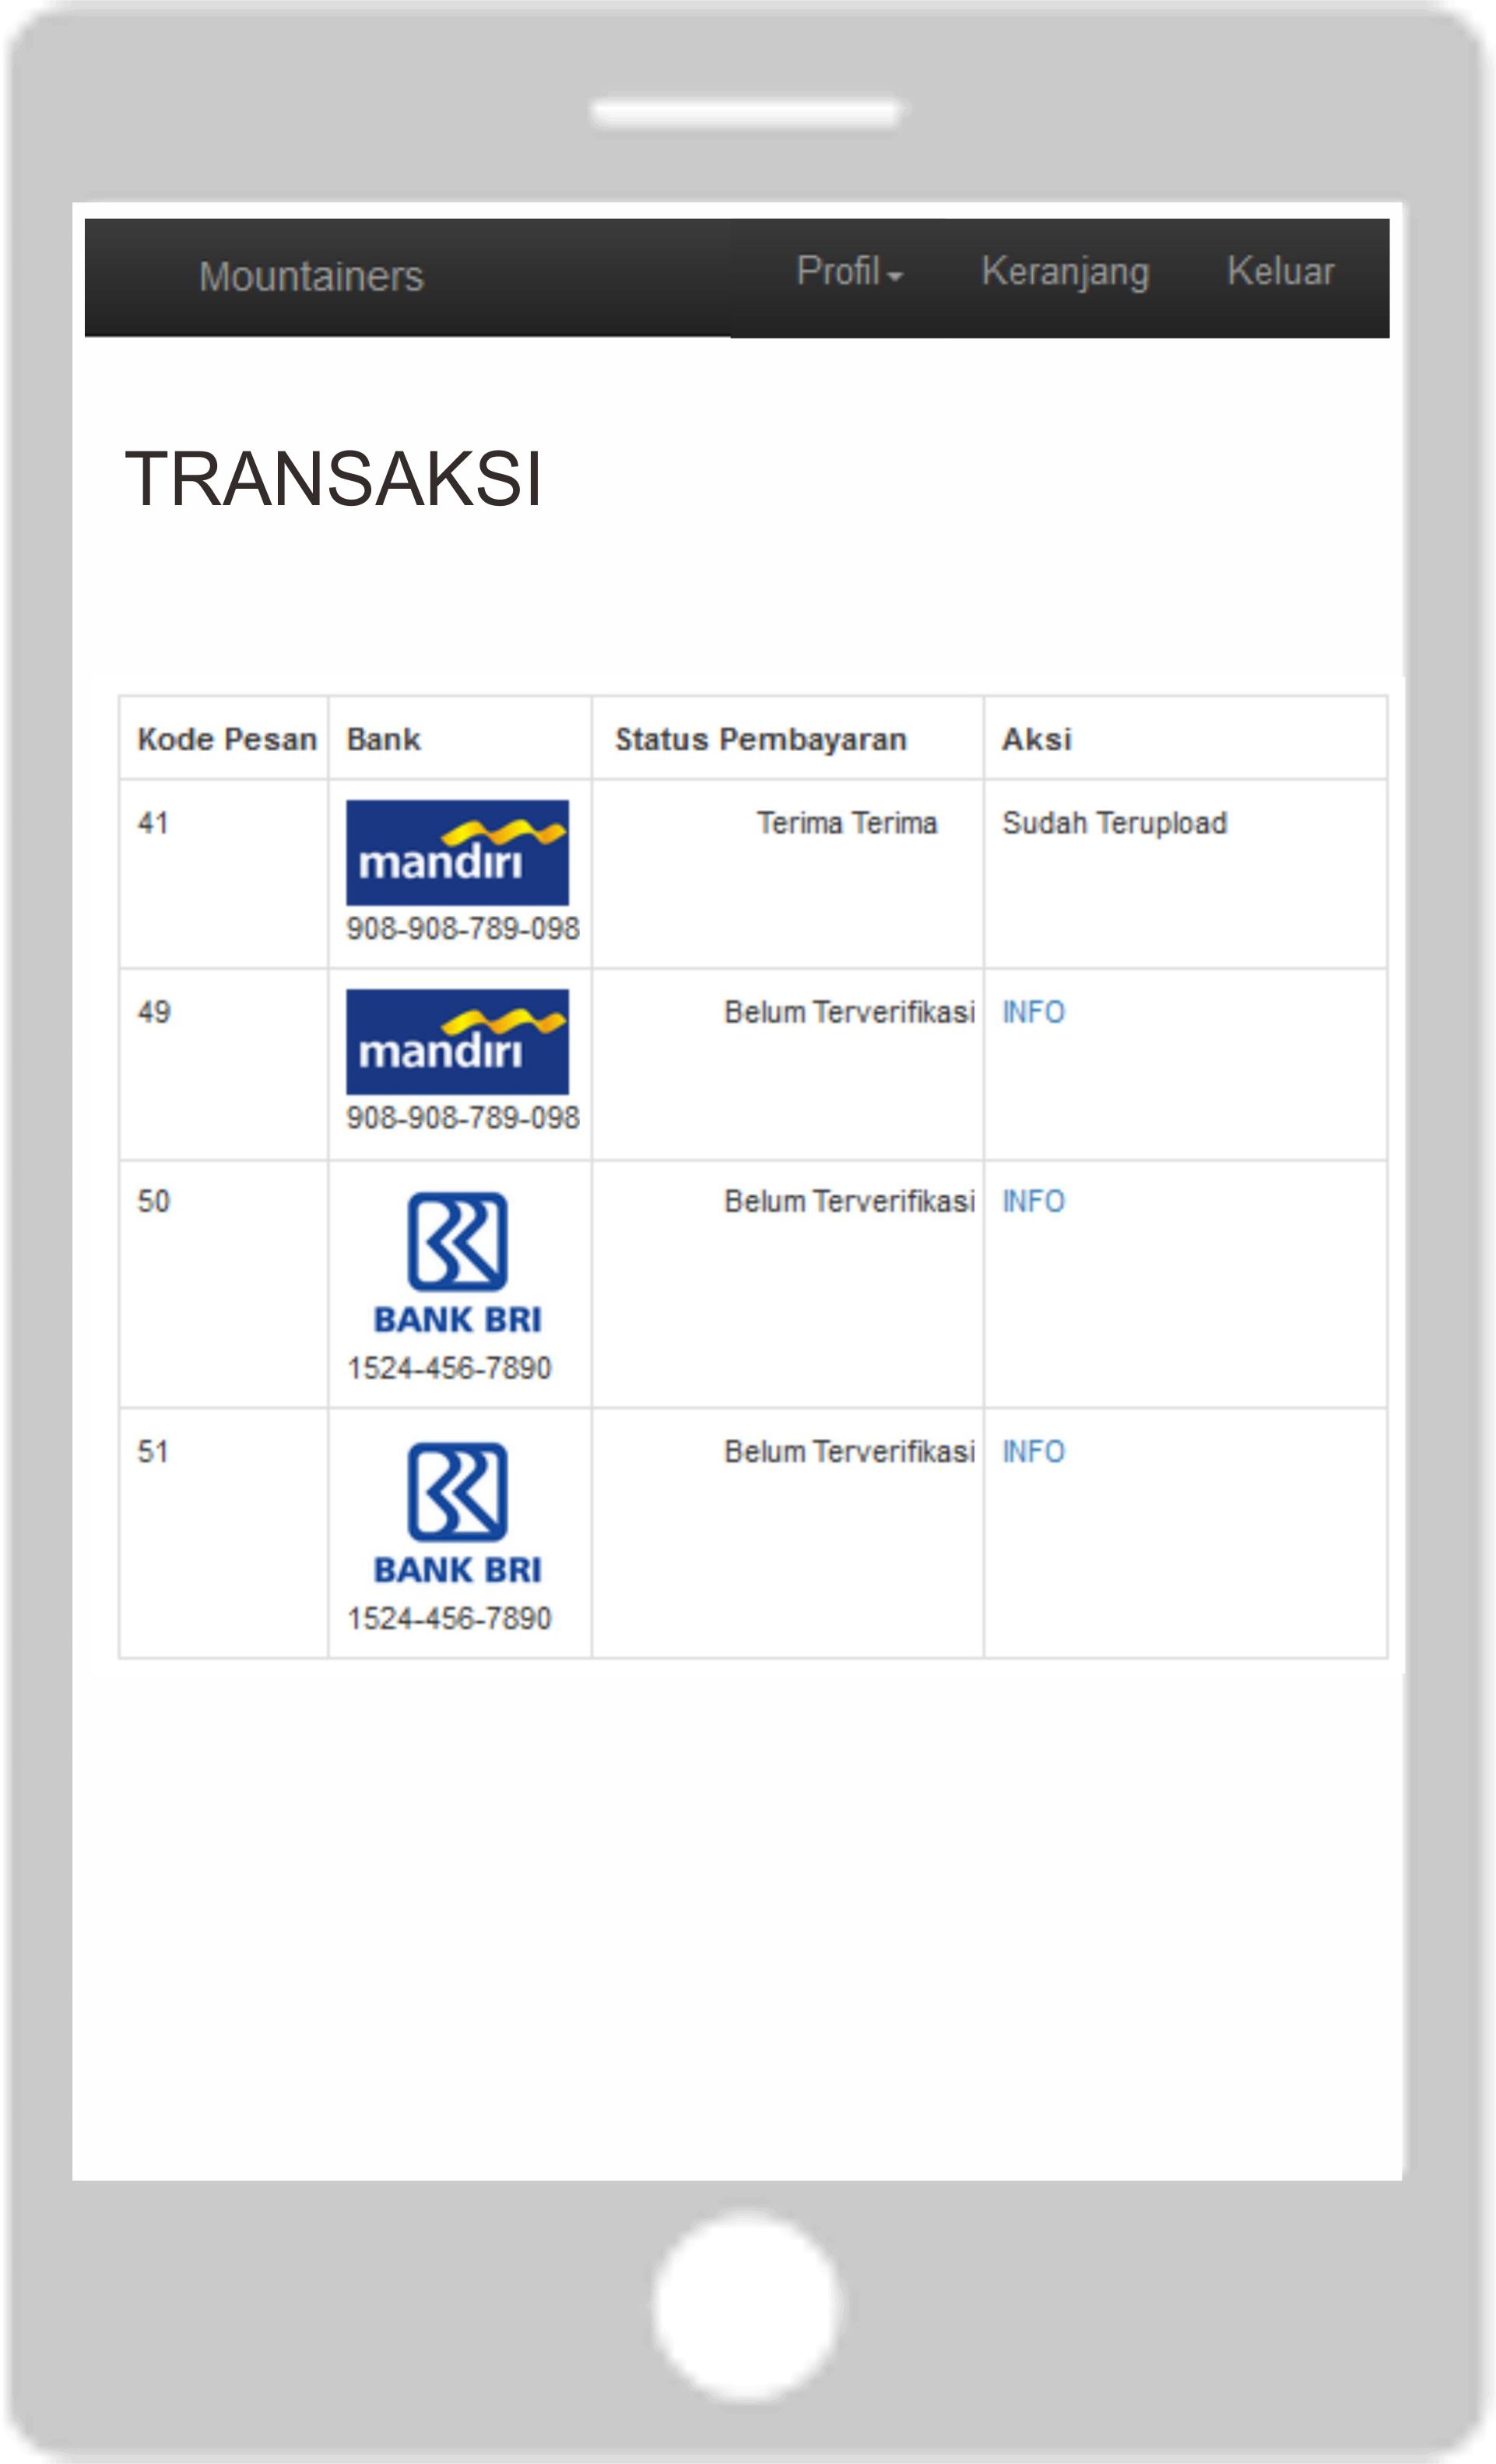 Mountainers Profil Keranjang Keluar
TRANSAKSI
Kode Pesan Bank Status Pembayaran Aksi
41 mandiri Terima Terima Sudah Terupload
908-908-789-098
49 mandiri Belum Terverifikasi INFO
908-908-789-098
50 Belum Terverifikasi INFO
BANK BRI
1524-456-7890
51 Belum Terverifikasi INFO
BANK BRI
1524-456-7890